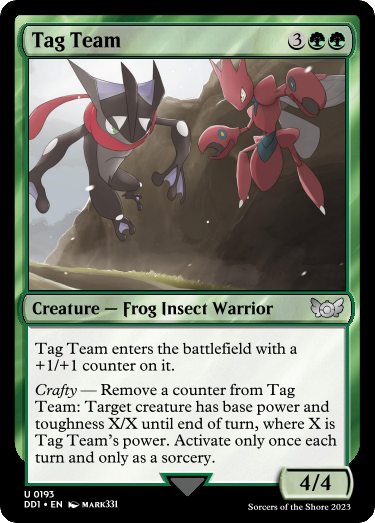 Tag Team 3
Creature — Frog Insect Warrior
Tag Team enters the battlefield with a
+1/+1 counter on it.
Crafty — Remove a counter from Tag
Team: Target creature has base power and
toughness X/X until end of turn, where X is
Tag Team's power. Activate only once each
turn and only as a sorcery.
4/4
U 0193
DD1 • EN MARK331
Sorcers of the Shore 2023